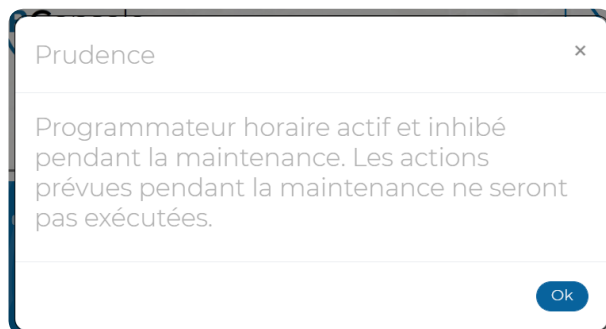 Prudence
×
Programmateur horaire actif et inhibé
pendant la maintenance. Les actions
prévues pendant la maintenance ne seront
pas exécutées.
Ok